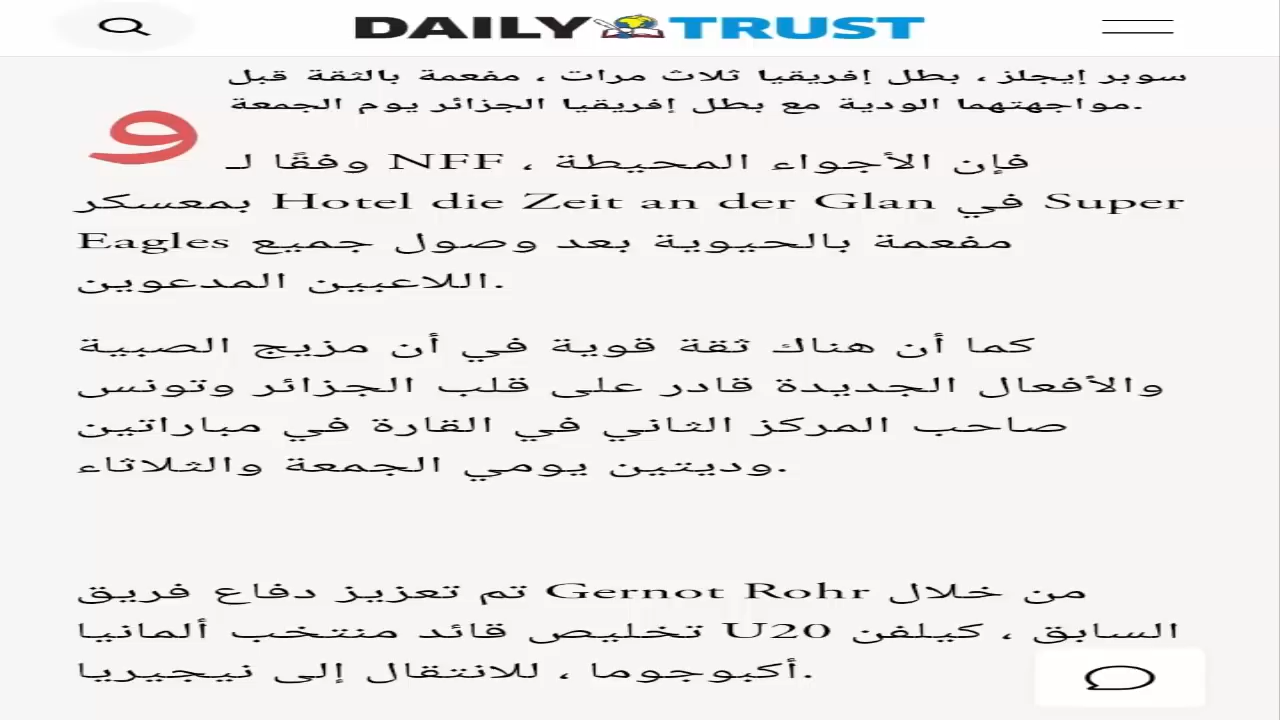 DAILY TRUST
سوبر إيجلز ، بطل إفريقيا ثلاث مرات ، مفعمة بالثقة قبل
مواجهتهما الودية مع بطل إفريقيا الجزائر يوم الجمعة.
و
وفقًا لـ NFF ، فإن الأجواء المحيطة
بمعسكر Hotel die Zeit an der Glan في Super
Eagles مفعمة بالحيوية بعد وصول جميع
اللاعبين المدعوين.
كما أن هناك ثقة قوية في أن مزيج الصبية
والأفعال الجديدة قادر على قلب الجزائر وتونس
صاحب المركز الثاني في القارة في مباراتين
وديتين يومي الجمعة والثلاثاء.
تم تعزيز دفاع فريق Gernot Rohr من خلال
تخليص قائد منتخب ألمانيا U20 السابق ، كيلفن
أكبوجوما ، للانتقال إلى نيجيريا.